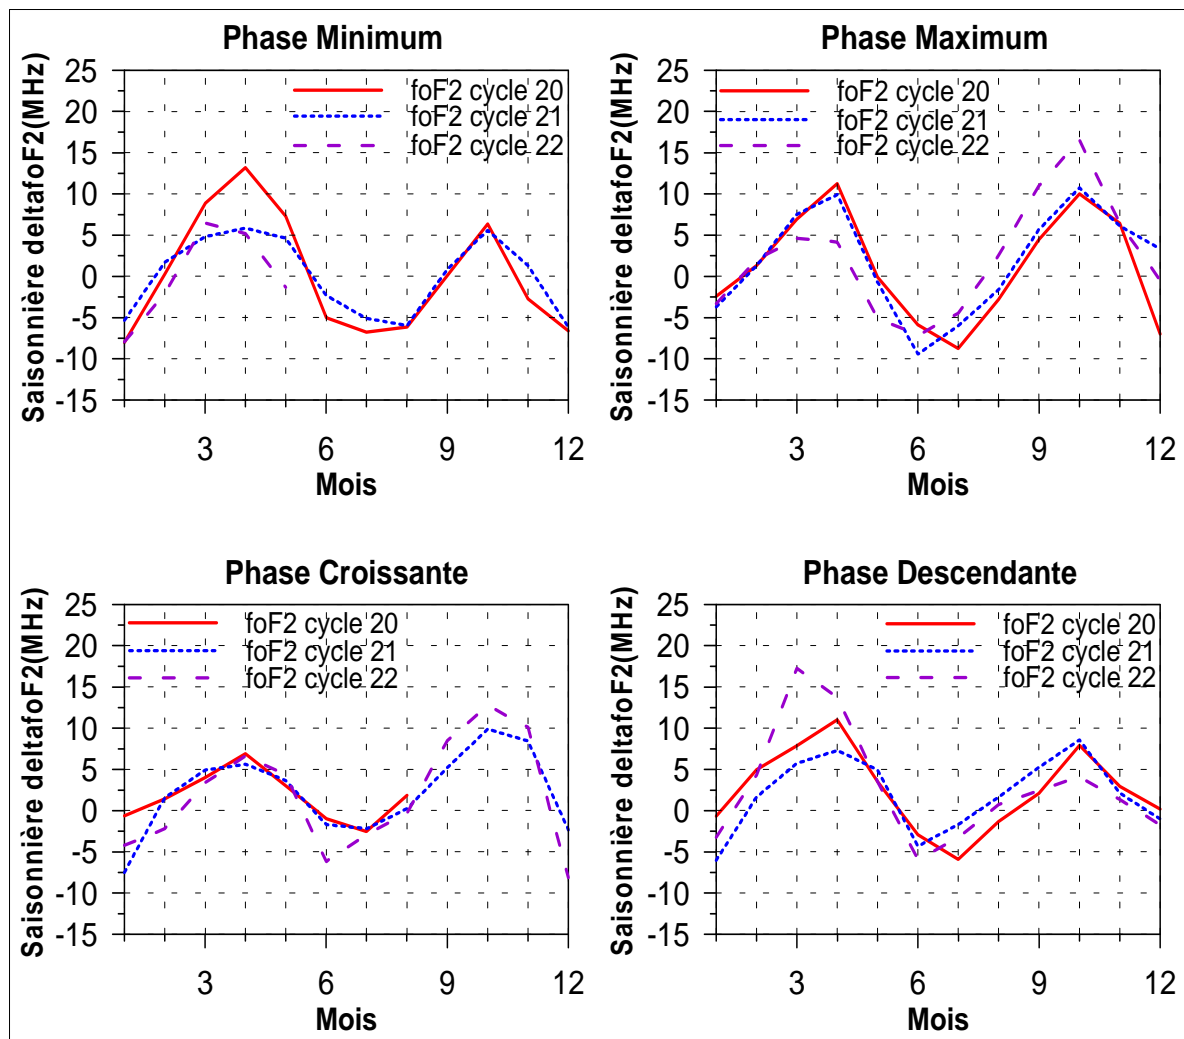 Phase Minimum
Saisonnière deltafoF2(MHz)
25
20
15
10
5
0
-5
-10
-15
foF2 cycle 20
foF2 cycle 21
foF2 cycle 22
3 6 9 12
Mois
Phase Maximum
Saisonnière deltafoF2(MHz)
25
20
15
10
5
0
-5
-10
-15
foF2 cycle 20
foF2 cycle 21
foF2 cycle 22
3 6 9 12
Mois
Phase Croissante
Saisonnière deltafoF2(MHz)
25
20
15
10
5
0
-5
-10
-15
foF2 cycle 20
foF2 cycle 21
foF2 cycle 22
3 6 9 12
Mois
Phase Descendante
Saisonnière deltafoF2(MHz)
25
20
15
10
5
0
-5
-10
-15
foF2 cycle 20
foF2 cycle 21
foF2 cycle 22
3 6 9 12
Mois